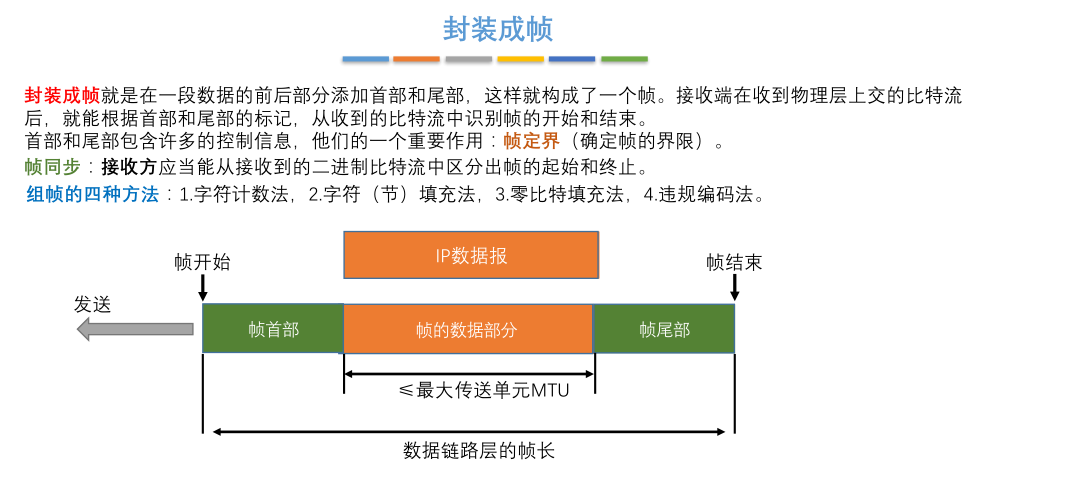 封装成帧
封装成帧就是在一段数据的前后部分添加首部和尾部，这样就构成了一个帧。接收端在收到物理层上交的比特流
后，就能根据首部和尾部的标记，从收到的比特流中识别帧的开始和结束。
首部和尾部包含许多的控制信息，他们的一个重要作用：帧定界（确定帧的界限）。
帧同步：接收方应当能从接收到的二进制比特流中区分出帧的起始和终止。
组帧的四种方法：1.字符计数法，2.字符（节）填充法，3.零比特填充法，4.违规编码法。
IP数据报
帧开始
帧结束
发送
帧首部
帧的数据部分
帧尾部
≤最大传送单元MTU
数据链路层的帧长